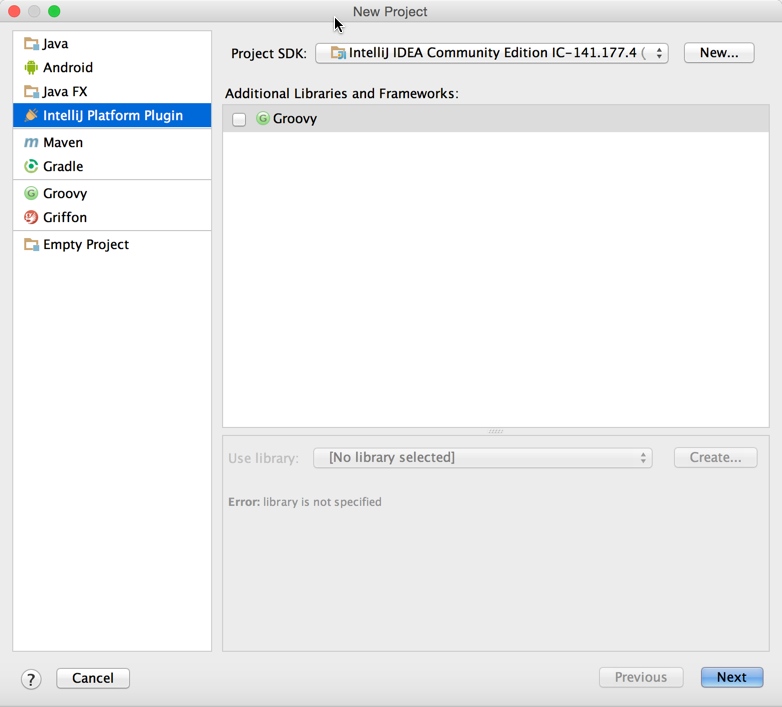 New Project
Java
Android
Java FX
IntelliJ Platform Plugin
Maven
Gradle
Groovy
Griffon
Empty Project
Project SDK: IntelliJ IDEA Community Edition IC-141.177.4 ( New...
Additional Libraries and Frameworks:
Groovy
Use library: [No library selected] Create...
Error: library is not specified
? Cancel Previous Next